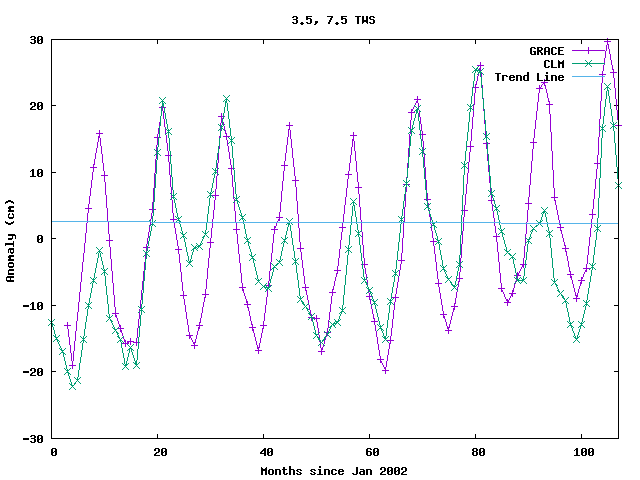 3.5, 7.5 TWS
GRACE
CLM
Trend Line
30
20
10
0
-10
-20
-30
Anomaly (cm)
0 20 40 60 80 100
Months since Jan 2002